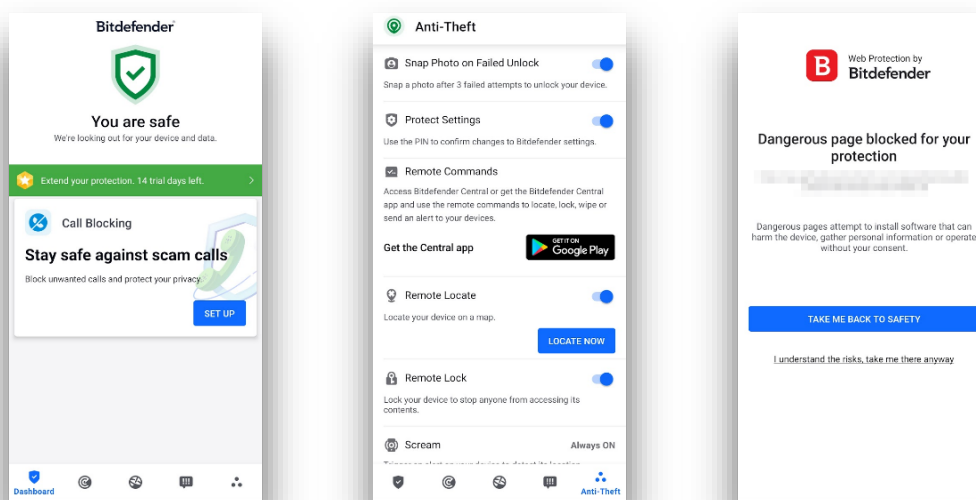 Bitdefender
You are safe
We're looking out for your device and data.
Extend your protection. 14 trial days left.
Call Blocking
Stay safe against scam calls
Block unwanted calls and protect your privacy.
SET UP
Dashboard
Anti-Theft
Snap Photo on Failed Unlock
Snap a photo after 3 failed attempts to unlock your device.
Protect Settings
Use the PIN to confirm changes to Bitdefender settings.
Remote Commands
Access Bitdefender Central or get the Bitdefender Central
app and use the remote commands to locate, lock, wipe or
send an alert to your devices.
Get the Central app
GET IT ON
Google Play
Remote Locate
Locate your device on a map.
LOCATE NOW
Remote Lock
Lock your device to stop anyone from accessing its
contents.
Scream
Always ON
Anti-Theft
B
Web Protection by
Bitdefender
Dangerous page blocked for your
protection
Dangerous pages attempt to install software that can
harm the device, gather personal information or operate
without your consent.
TAKE ME BACK TO SAFETY
I understand the risks, take me there anyway